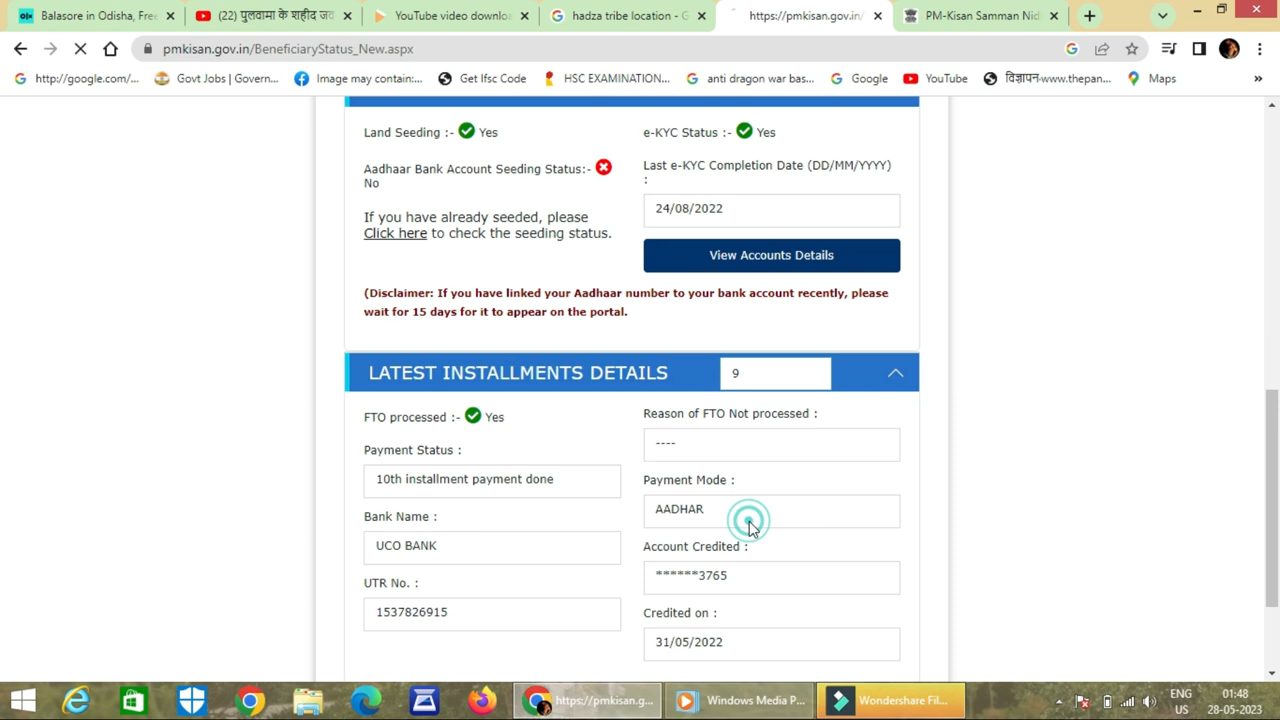 Balasore in Odisha, Free
(22) पुलवामा के शहीद जव
YouTube video downlo
hadza tribe location - G
https://pmkisan.gov.in/
PM-Kisan Samman Nid
pmkisan.gov.in/BeneficiaryStatus_New.aspx
http://google.com/...
Govt Jobs | Govern...
Image may contain:...
Get Ifsc Code
HSC EXAMINATION...
anti dragon war bas...
Google
YouTube
विज्ञापन-www.thepan...
Maps
»
Land Seeding :- Yes
e-KYC Status :- Yes
Aadhaar Bank Account Seeding Status:-
No
Last e-KYC Completion Date (DD/MM/YYYY)
:
24/08/2022
If you have already seeded, please
Click here to check the seeding status.
View Accounts Details
(Disclaimer: If you have linked your Aadhaar number to your bank account recently, please
wait for 15 days for it to appear on the portal.
LATEST INSTALLMENTS DETAILS
9
FTO processed :- Yes
Reason of FTO Not processed :
----
Payment Status :
10th installment payment done
Payment Mode :
AADHAR
Bank Name :
UCO BANK
Account Credited :
******3765
UTR No. :
1537826915
Credited on :
31/05/2022
https://pmkisan.g...
Windows Media P...
Wondershare Fil...
ENG
US
01:48
28-05-2023